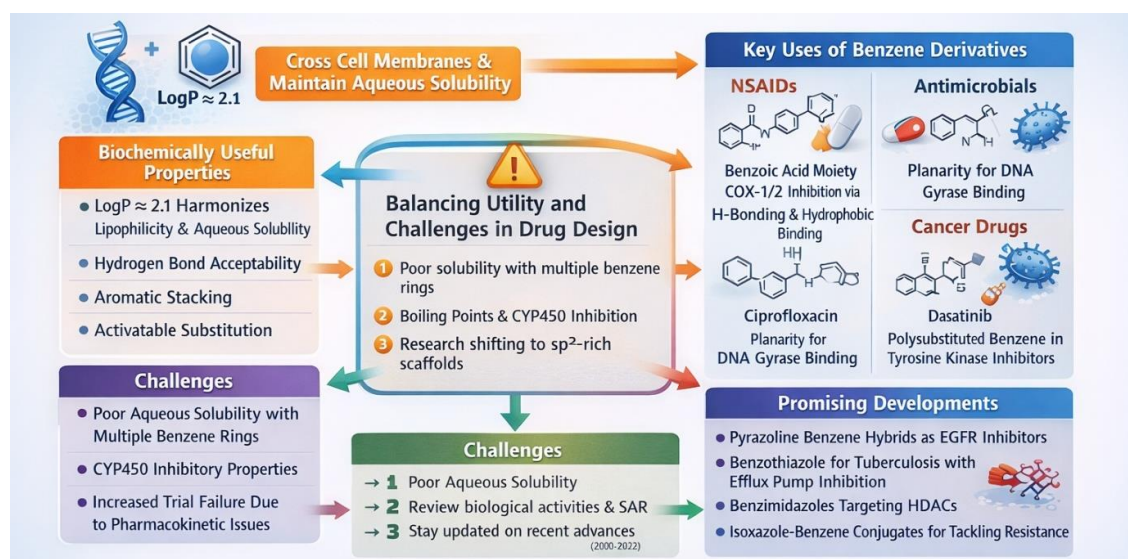 +
LogP ≈ 2.1
Cross Cell Membranes &
Maintain Aqueous Solubility
Biochemically Useful
Properties
• LogP ≈ 2.1 Harmonizes
Lipophilicity & Aqueous Solubility
• Hydrogen Bond Acceptability
• Aromatic Stacking
• Activatable Substitution
Challenges
• Poor Aqueous Solubility with
Multiple Benzene Rings
• CYP450 Inhibitory Properties
• Increased Trial Failure Due
to Pharmacokinetic Issues
!
Balancing Utility and
Challenges in Drug Design
1 Poor solubility with multiple benzene
rings
2 Boiling Points & CYP450 Inhibition
3 Research shifting to sp²-rich
scaffolds
Challenges
→ 1 Poor Aqueous Solubility
→ 2 Review biological activities & SAR
→ 3 Stay updated on recent advances
(2000-2022)
Key Uses of Benzene Derivatives
NSAIDs
Benzoic Acid Moiety
COX-1/2 Inhibition via
H-Bonding & Hydrophobic
Binding
Ciprofloxacin
Planarity for
DNA Gyrase Binding
Antimicrobials
Planarity for DNA
Gyrase Binding
Cancer Drugs
Dasatinib
Polysubstituted Benzene in
Tyrosine Kinase Inhibitors
Promising Developments
• Pyrazoline Benzene Hybrids as EGFR Inhibitors
• Benzothiazole for Tuberculosis with
Efflux Pump Inhibition
• Benzimidazoles Targeting HDACs
• Isoxazole-Benzene Conjugates for Tackling Resistance